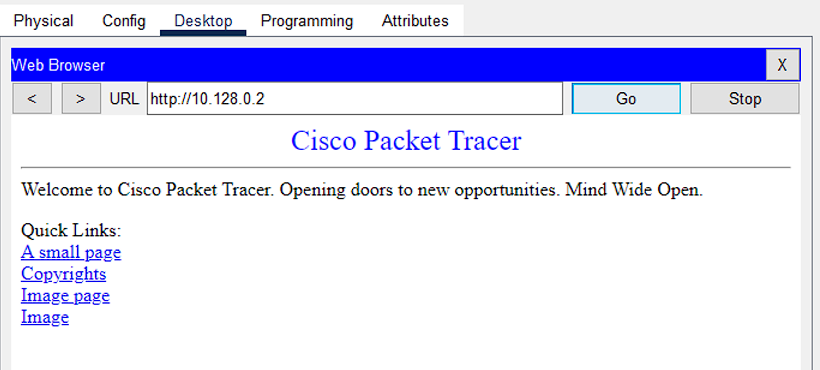 Physical Config Desktop Programming Attributes
Web Browser X
< > URL http://10.128.0.2 Go Stop
Cisco Packet Tracer
Welcome to Cisco Packet Tracer. Opening doors to new opportunities. Mind Wide Open.
Quick Links:
A small page
Copyrights
Image page
Image